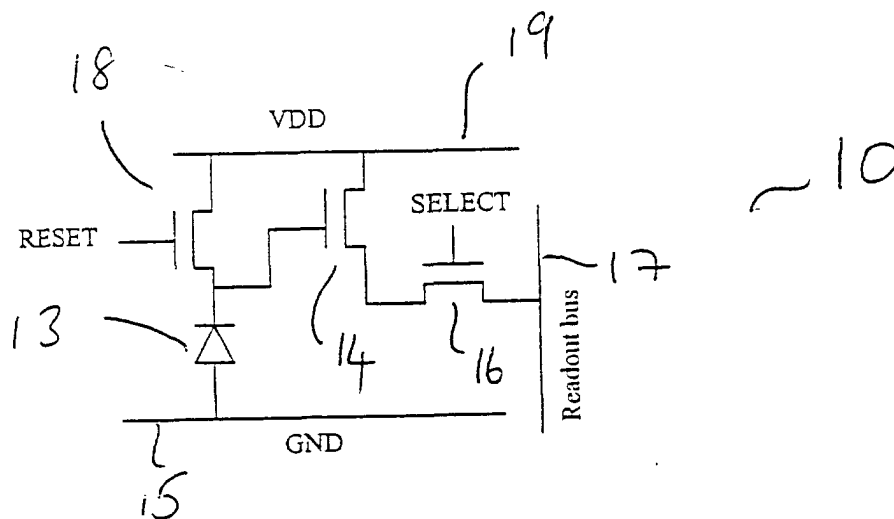 19
18
VDD
10
SELECT
RESET
17
13
14
16
Readout bus
GND
15